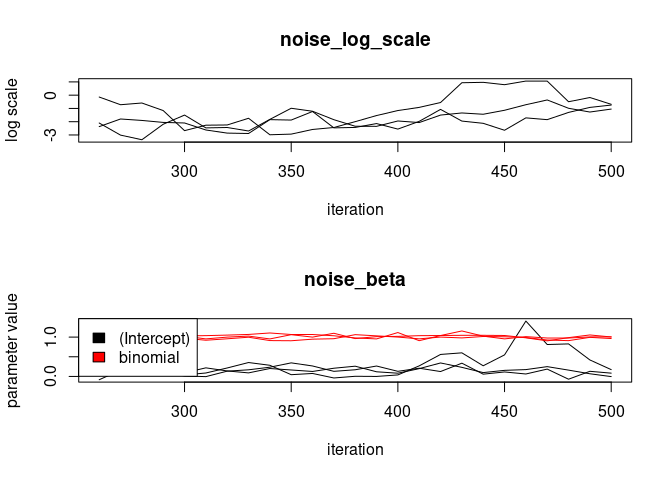 noise_log_scale
log scale
0
-3
300 350 400 450 500
iteration
noise_beta
parameter value
1.0
0.0
(Intercept)
binomial
300 350 400 450 500
iteration